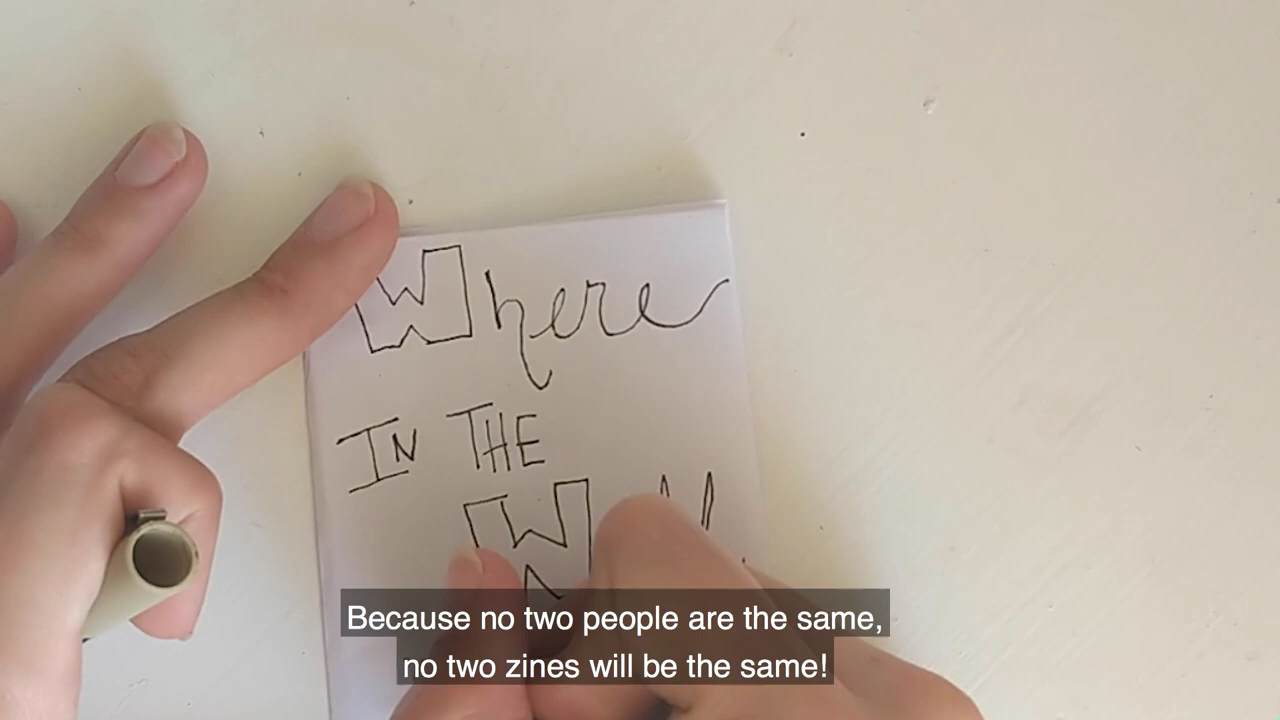 Where
IN THE
Because no two people are the same,
no two zines will be the same!